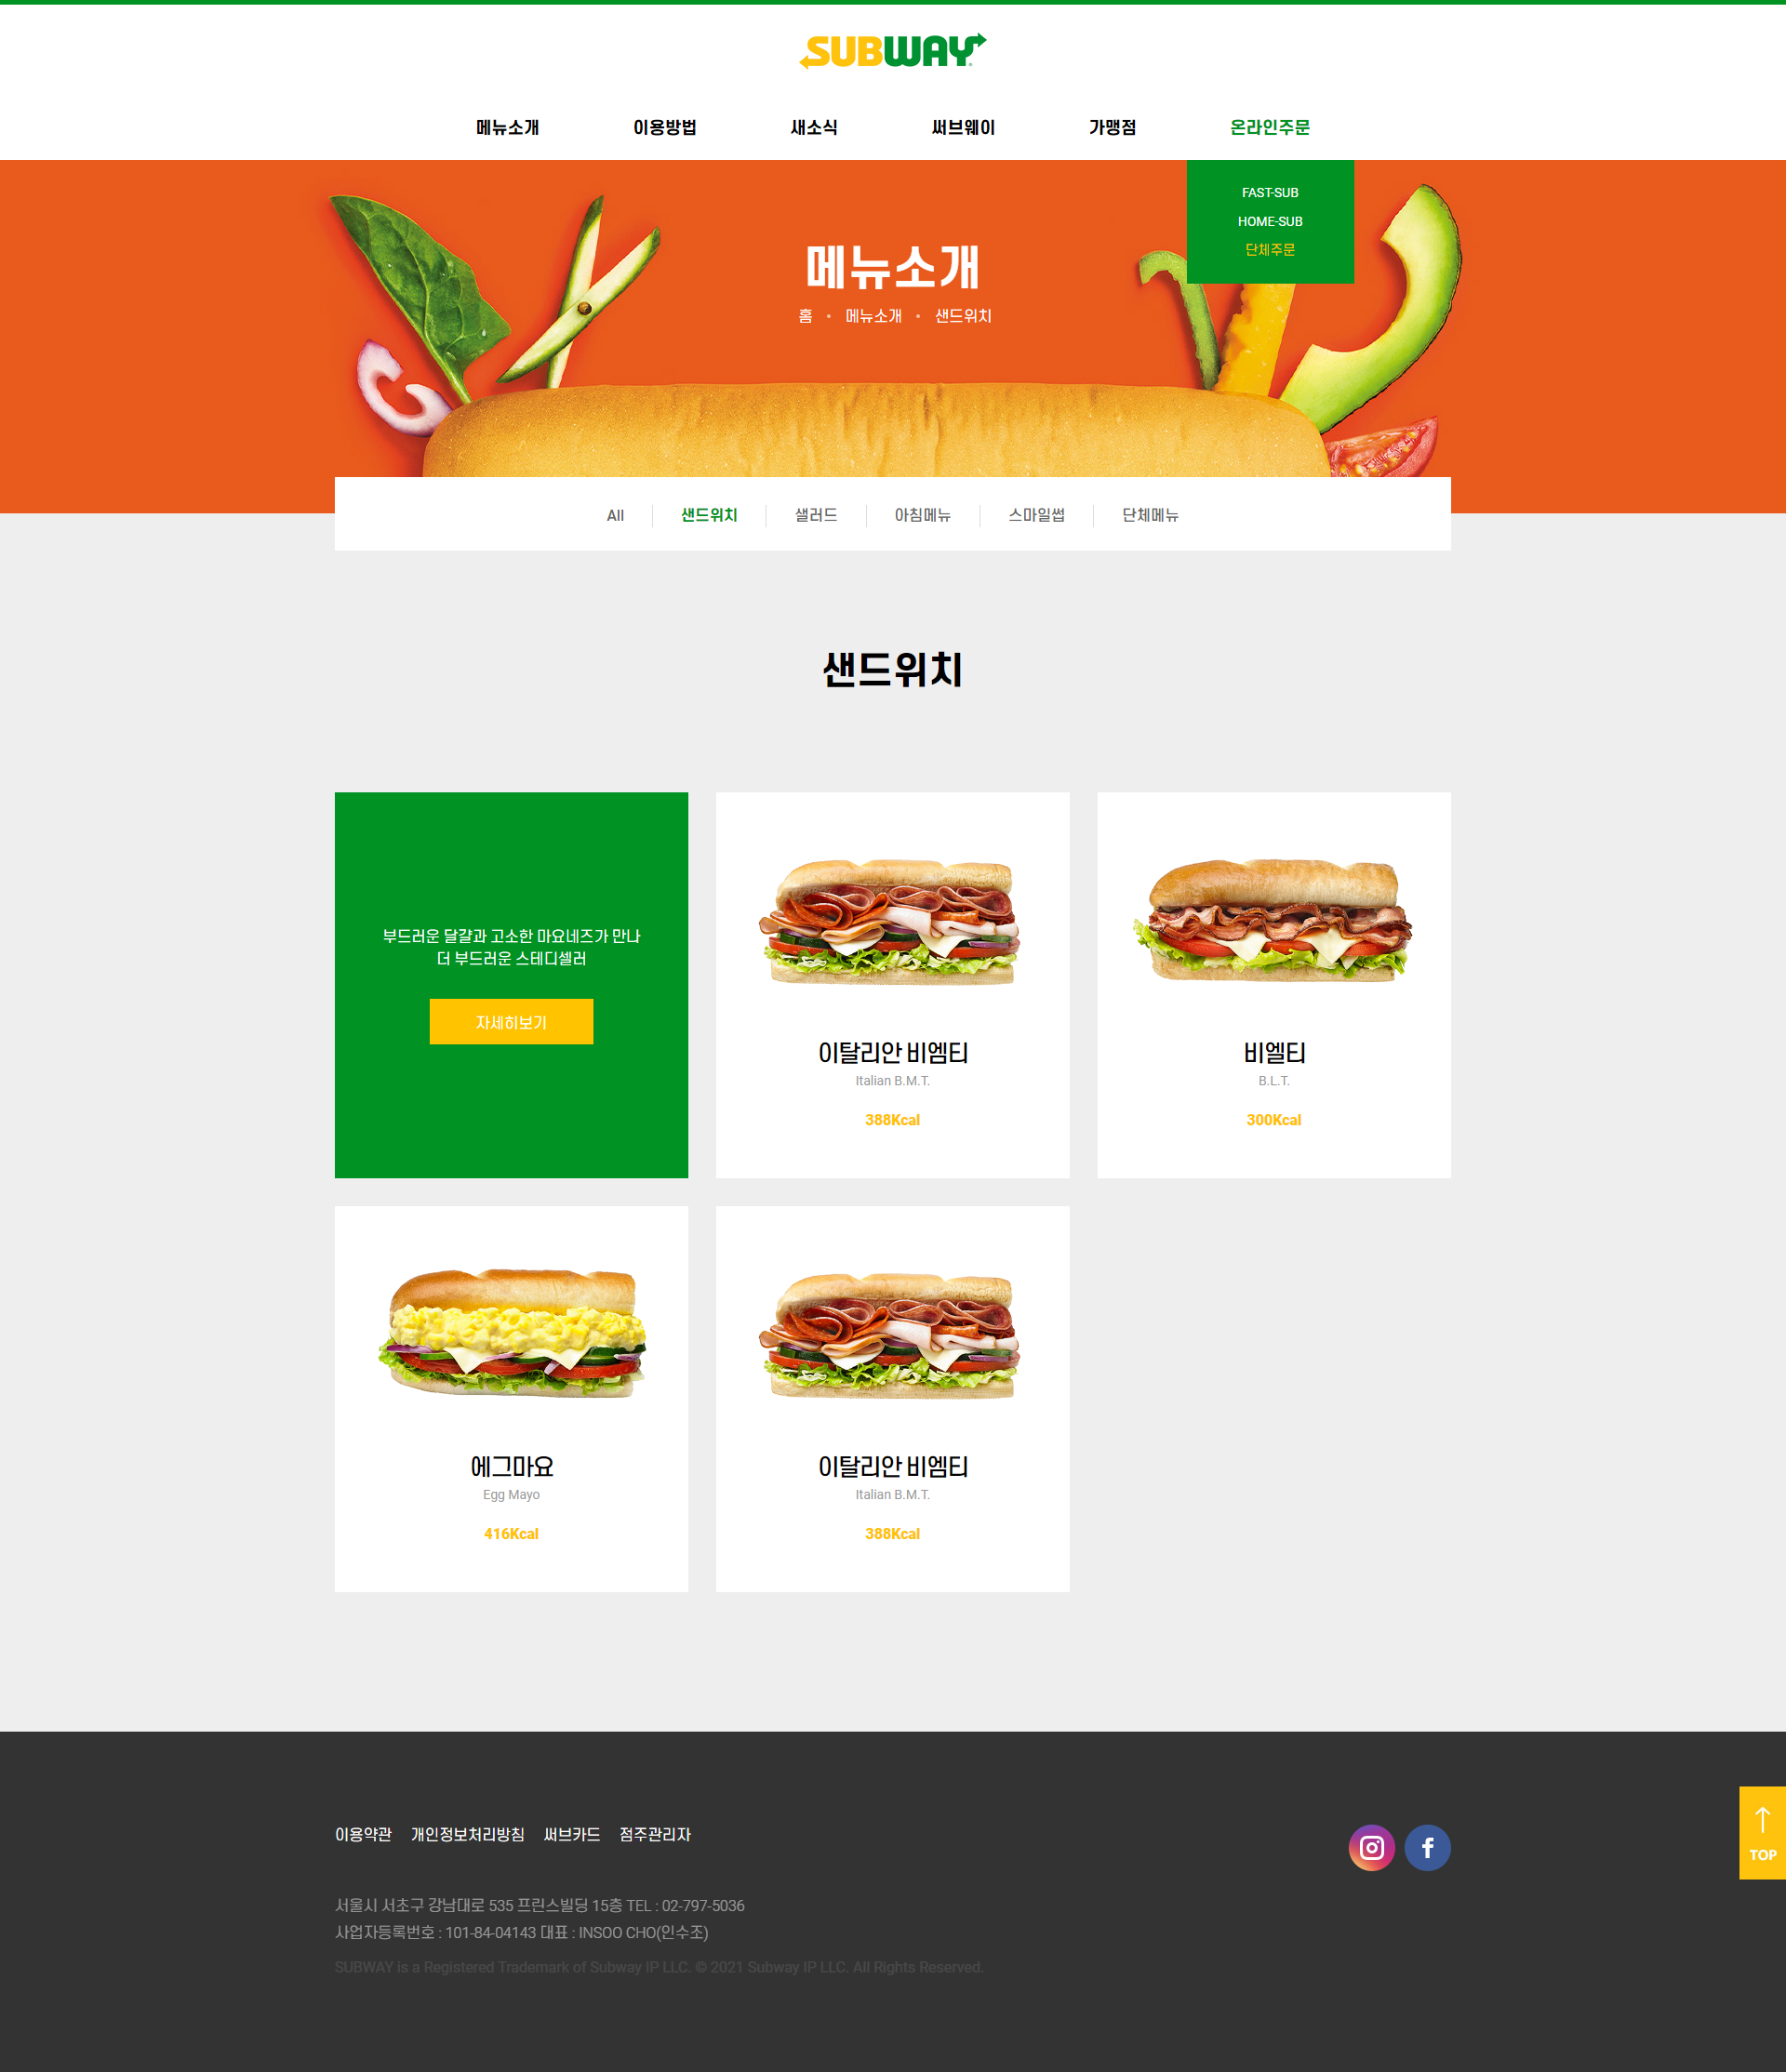 SUBWAY
메뉴소개 이용방법 새소식 써브웨이 가맹점 온라인주문
FAST-SUB
HOME-SUB
단체주문
메뉴소개
홈 • 메뉴소개 • 샌드위치
All 샌드위치 샐러드 아침메뉴 스마일썹 단체메뉴
샌드위치
부드러운 달걀과 고소한 마요네즈가 만나
더 부드러운 스테디셀러
자세히보기
이탈리안 비엠티
Italian B.M.T.
388Kcal
비엘티
B.L.T.
300Kcal
에그마요
Egg Mayo
416Kcal
이탈리안 비엠티
Italian B.M.T.
388Kcal
이용약관 개인정보처리방침 써브카드 점주관리자
서울시 서초구 강남대로 535 프린스빌딩 15층 TEL : 02-797-5036
사업자등록번호 : 101-84-04143 대표 : INSOO CHO(인수조)
SUBWAY is a Registered Trademark of Subway IP LLC. © 2021 Subway IP LLC. All Rights Reserved.
TOP